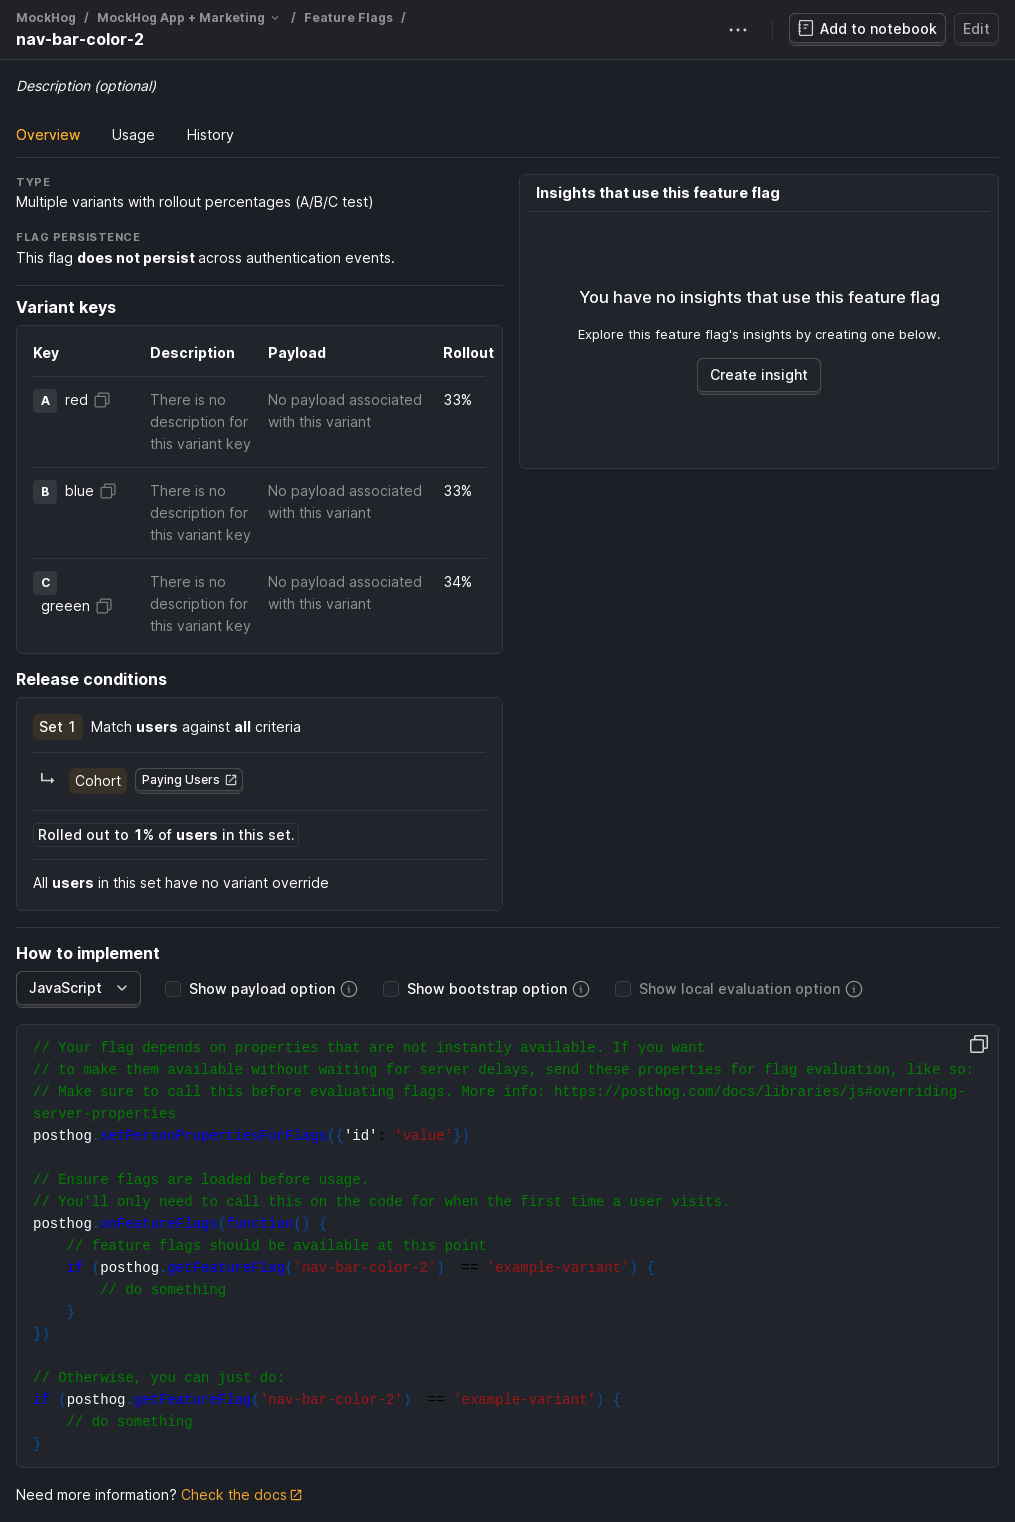 MockHog / MockHog App + Marketing / Feature Flags /
nav-bar-color-2
Add to notebook
Edit
Description (optional)
Overview Usage History
TYPE
Multiple variants with rollout percentages (A/B/C test)
FLAG PERSISTENCE
This flag does not persist across authentication events.
Variant keys
Key Description Payload Rollout
A red There is no No payload associated 33%
description for with this variant
this variant key
B blue There is no No payload associated 33%
description for with this variant
this variant key
C There is no No payload associated 34%
greeen description for with this variant
this variant key
Insights that use this feature flag
You have no insights that use this feature flag
Explore this feature flag's insights by creating one below.
Create insight
Release conditions
Set 1 Match users against all criteria
Cohort Paying Users
Rolled out to 1% of users in this set.
All users in this set have no variant override
How to implement
JavaScript Show payload option Show bootstrap option Show local evaluation option
// Your flag depends on properties that are not instantly available. If you want
// to make them available without waiting for server delays, send these properties for flag evaluation, like so:
// Make sure to call this before evaluating flags. More info: https://posthog.com/docs/libraries/js#overriding-
server-properties
posthog.setPersonPropertiesForFlags({'id': 'value'})
// Ensure flags are loaded before usage.
// You'll only need to call this on the code for when the first time a user visits.
posthog.onFeatureFlags(function() {
// feature flags should be available at this point
if (posthog.getFeatureFlag('nav-bar-color-2')  == 'example-variant') {
// do something
}
})
// Otherwise, you can just do:
if (posthog.getFeatureFlag('nav-bar-color-2')  == 'example-variant') {
// do something
}
Need more information? Check the docs